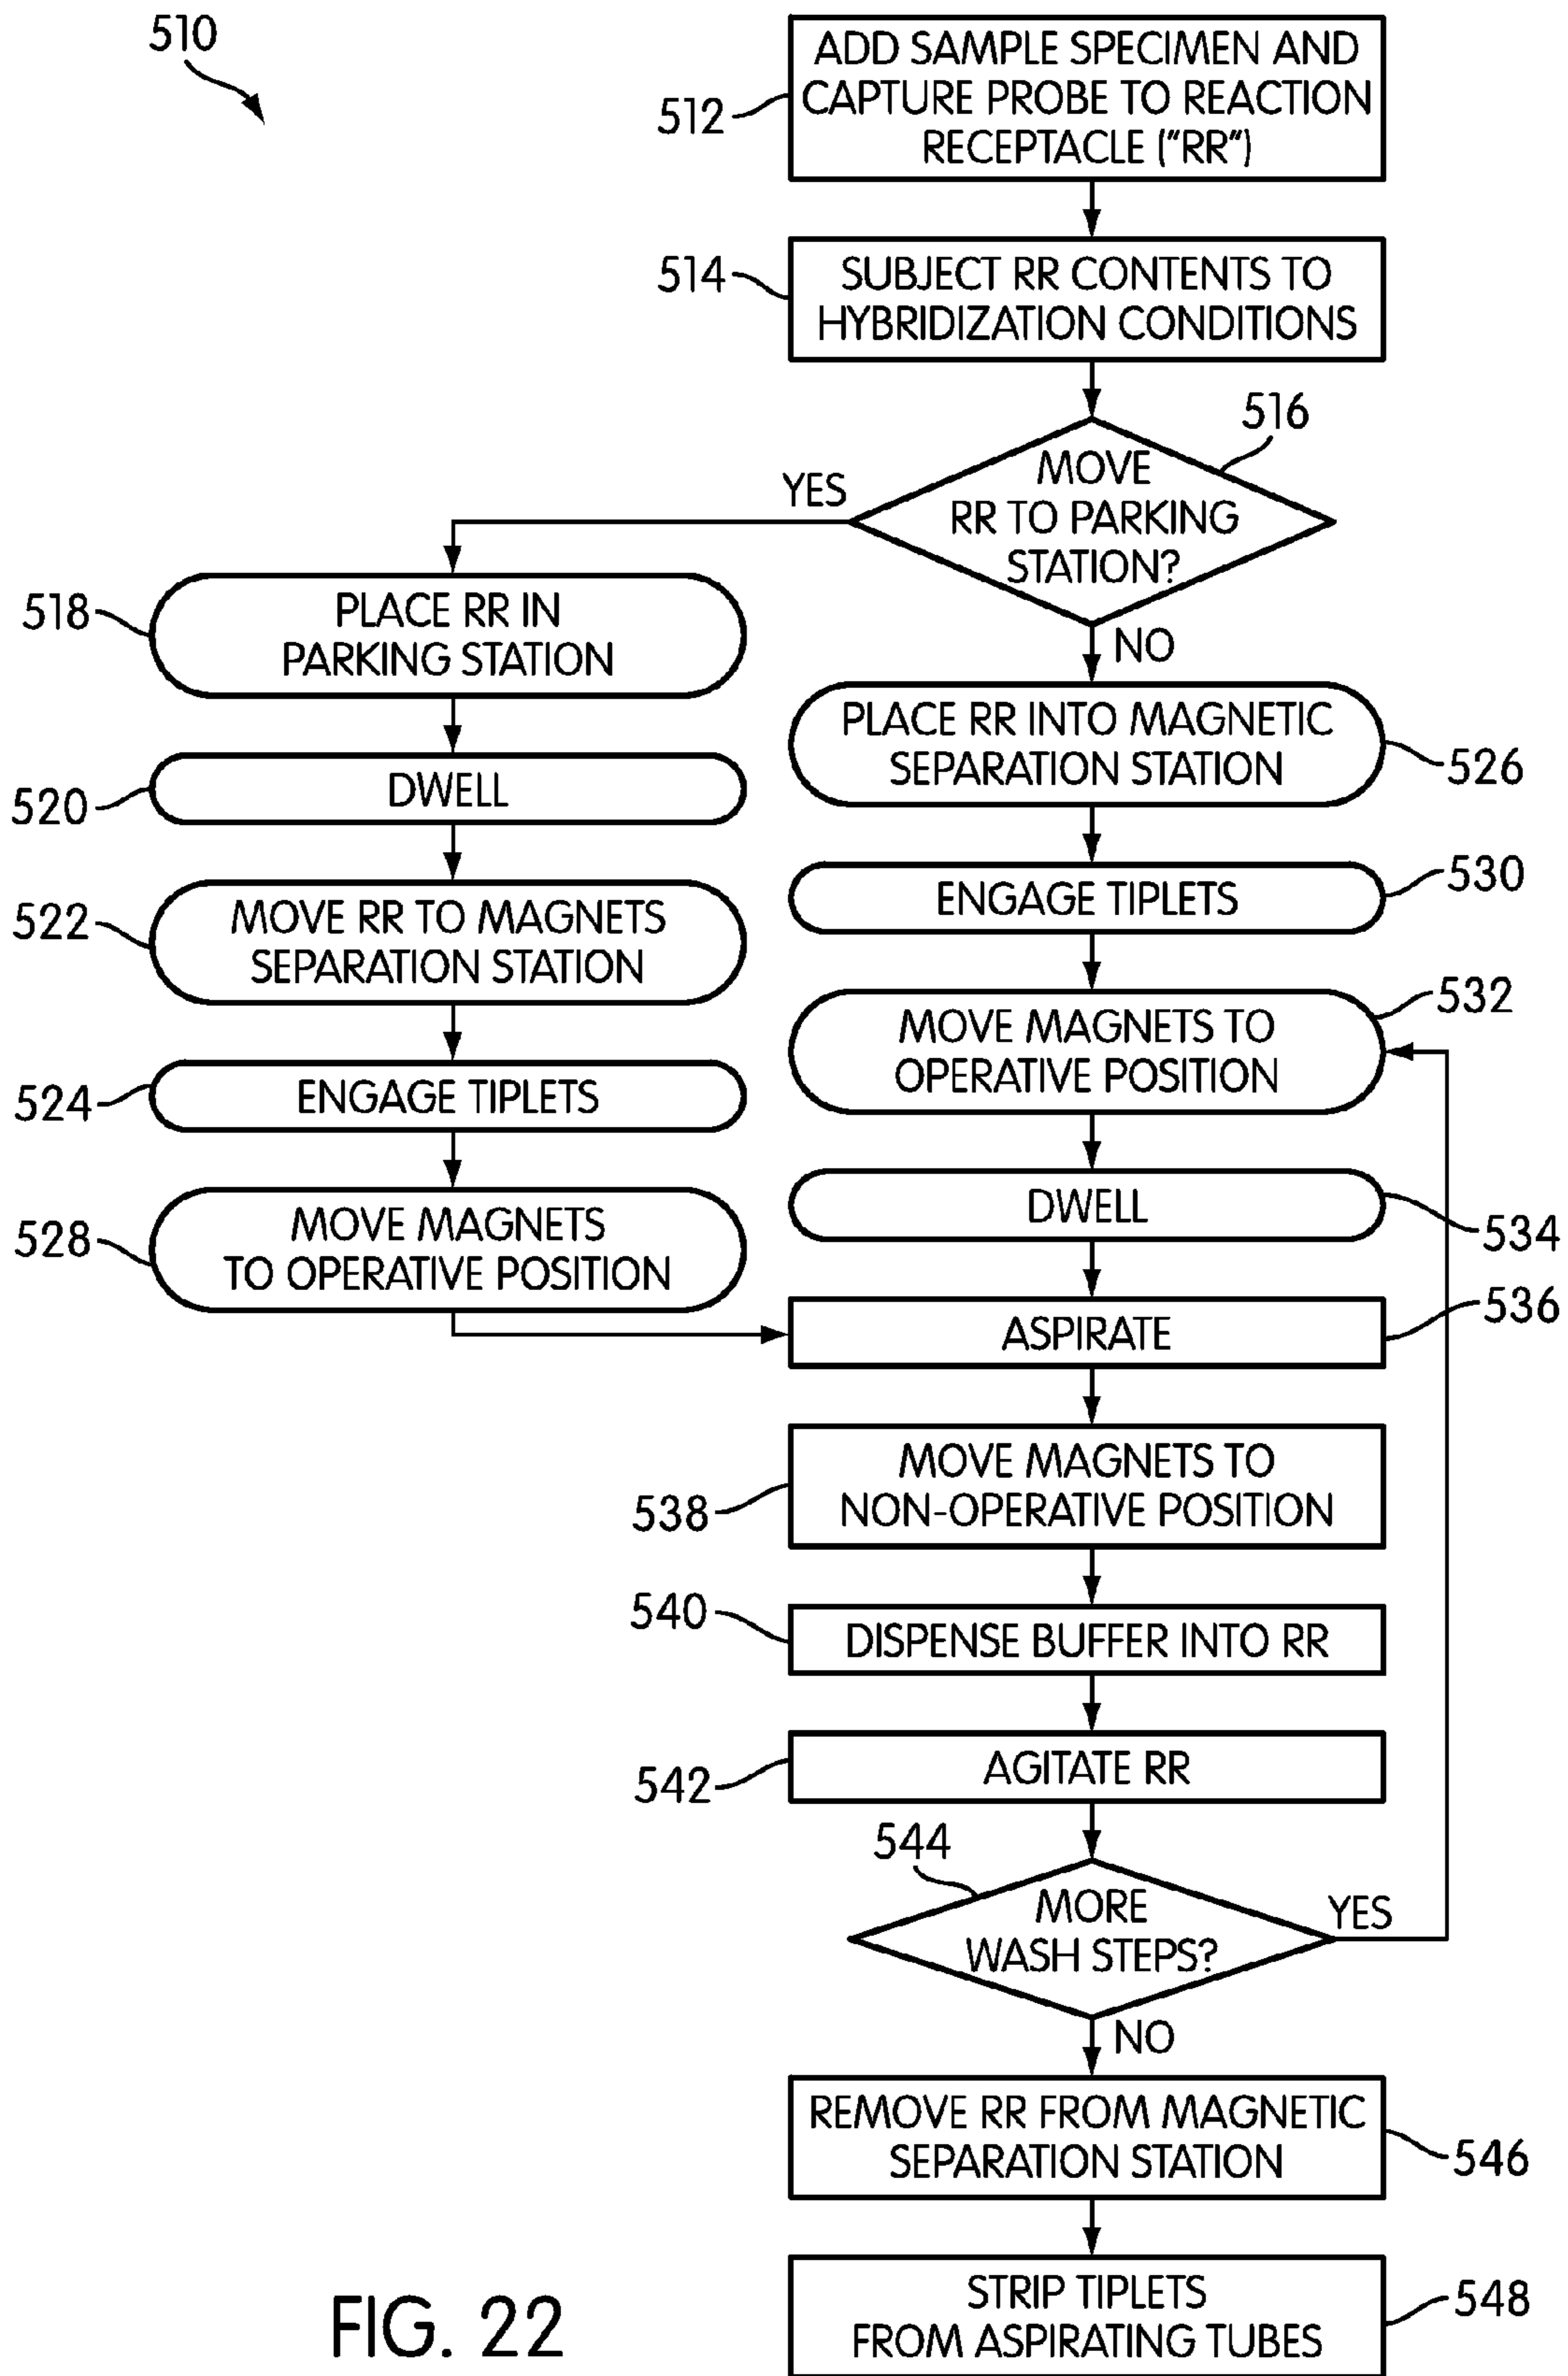 510
512
ADD SAMPLE SPECIMEN AND
CAPTURE PROBE TO REACTION
RECEPTACLE ("RR")
514
SUBJECT RR CONTENTS TO
HYBRIDIZATION CONDITIONS
516
MOVE
RR TO PARKING
STATION?
YES
NO
518
PLACE RR IN
PARKING STATION
520
DWELL
522
MOVE RR TO MAGNETS
SEPARATION STATION
524
ENGAGE TIPLETS
528
MOVE MAGNETS
TO OPERATIVE POSITION
PLACE RR INTO MAGNETIC
SEPARATION STATION
526
ENGAGE TIPLETS
530
MOVE MAGNETS TO
OPERATIVE POSITION
532
DWELL
534
ASPIRATE
536
MOVE MAGNETS TO
NON-OPERATIVE POSITION
538
540
DISPENSE BUFFER INTO RR
542
AGITATE RR
544
MORE
WASH STEPS?
YES
NO
REMOVE RR FROM MAGNETIC
SEPARATION STATION
546
STRIP TIPLETS
FROM ASPIRATING TUBES
548
FIG. 22